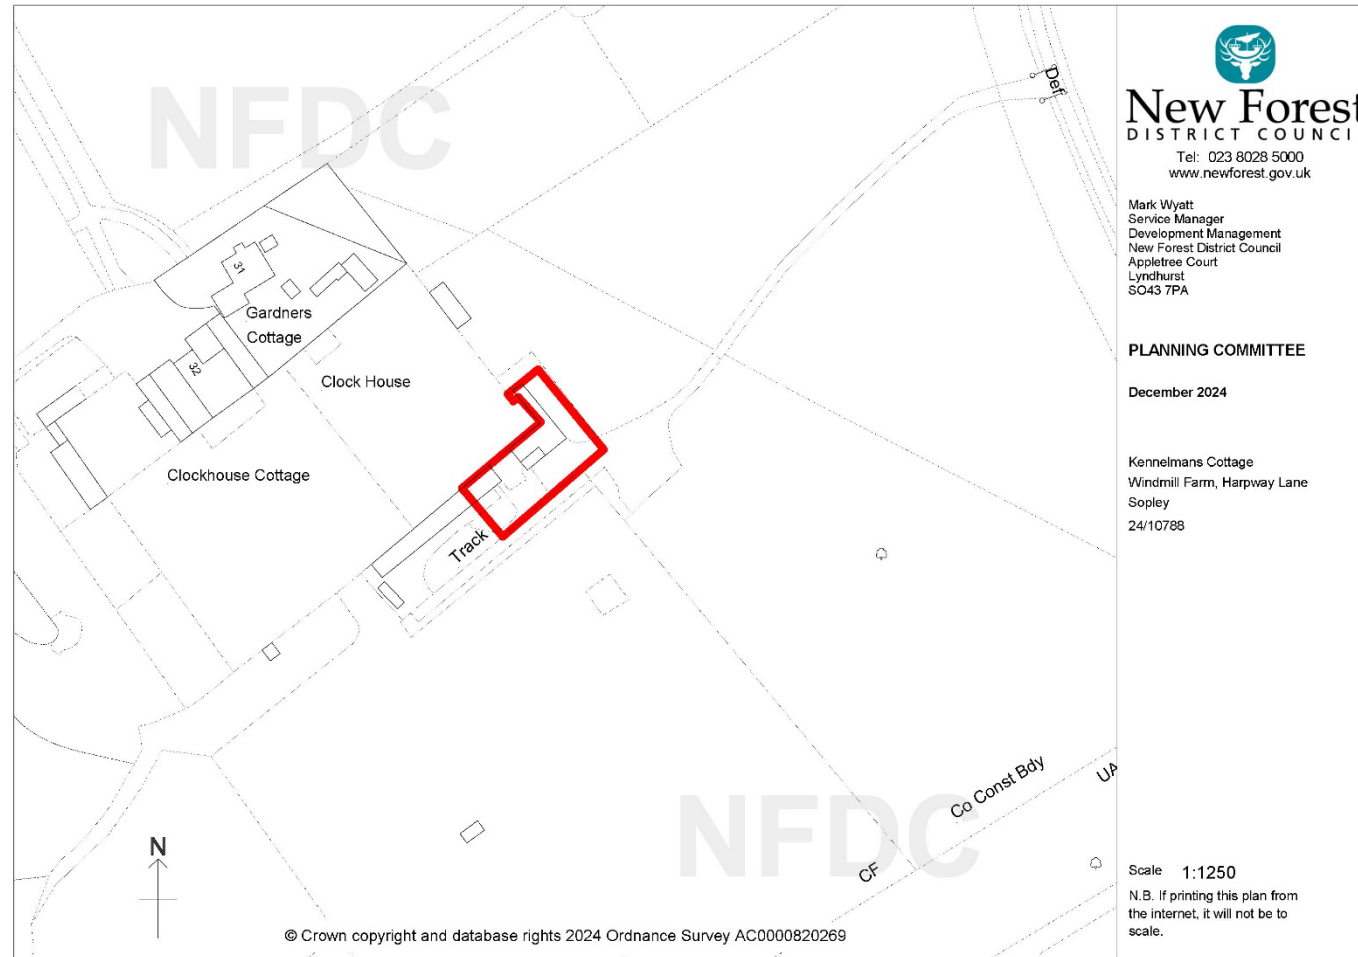 NFDC
Def
31
Gardners
Cottage
32
Clock House
Clockhouse Cottage
Track
Co Const Bdy
UA
CF
NFDC
N
© Crown copyright and database rights 2024 Ordnance Survey AC0000820269
New Forest
DISTRICT COUNCI
Tel: 023 8028 5000
www.newforest.gov.uk
Mark Wyatt
Service Manager
Development Management
New Forest District Council
Appletree Court
Lyndhurst
SO43 7PA
PLANNING COMMITTEE
December 2024
Kennelmans Cottage
Windmill Farm, Harpway Lane
Sopley
24/10788
Scale 1:1250
N.B. If printing this plan from
the internet, it will not be to
scale.